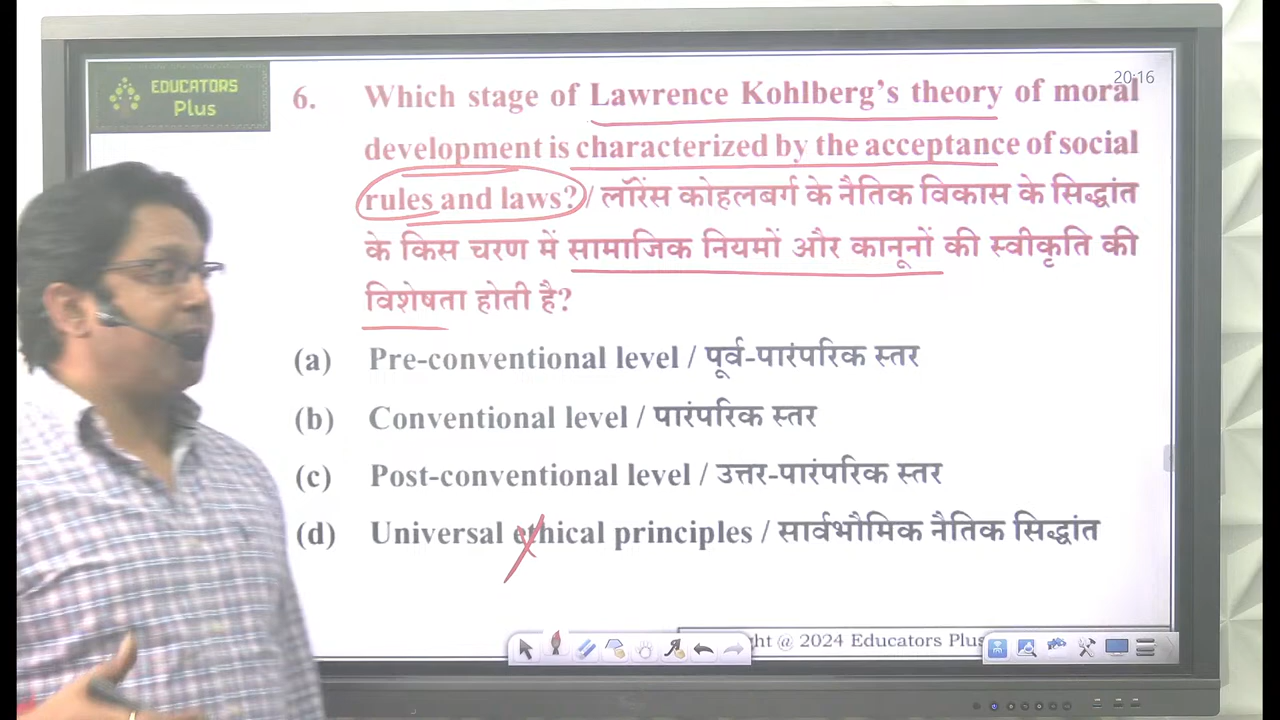 EDUCATORS
Plus
20:16
6. Which stage of Lawrence Kohlberg's theory of moral
development is characterized by the acceptance of social
rules and laws? / लॉरेंस कोहलबर्ग के नैतिक विकास के सिद्धांत
के किस चरण में सामाजिक नियमों और कानूनों की स्वीकृति की
विशेषता होती है?
(a) Pre-conventional level / पूर्व-पारंपरिक स्तर
(b) Conventional level / पारंपरिक स्तर
(c) Post-conventional level / उत्तर-पारंपरिक स्तर
(d) Universal ethical principles / सार्वभौमिक नैतिक सिद्धांत
@ 2024 Educators Plus